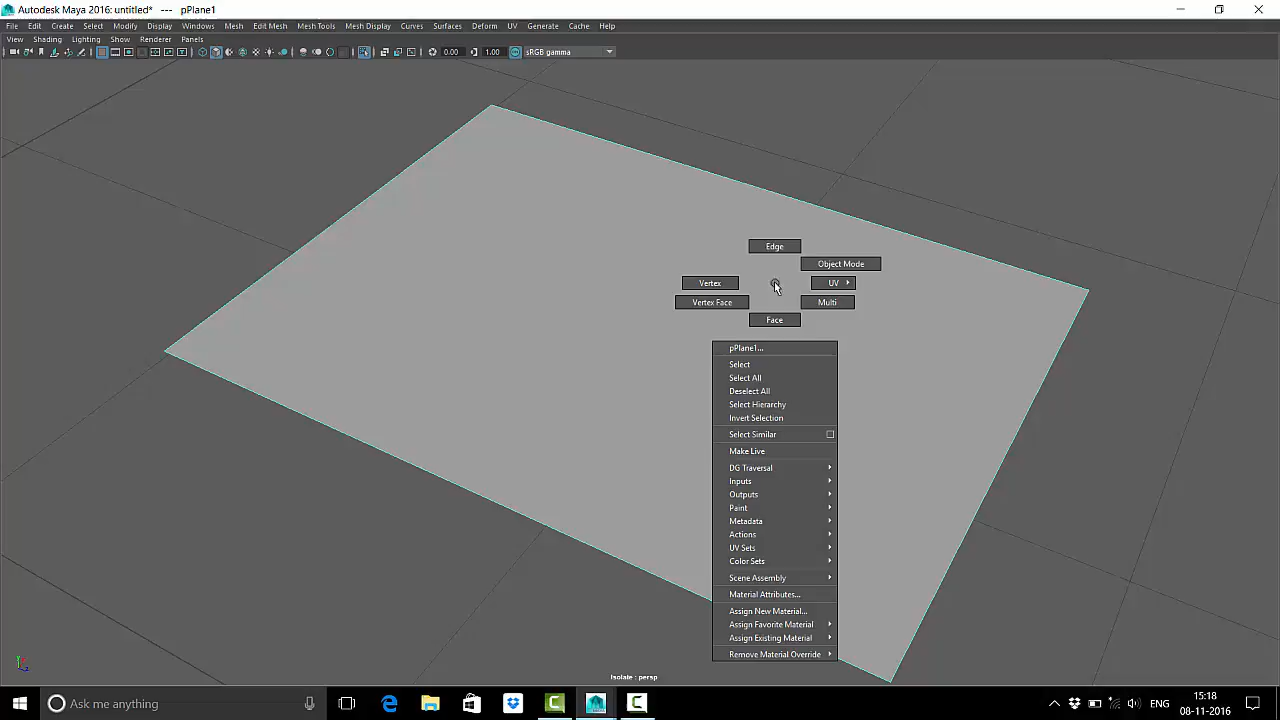 Autodesk Maya 2016: untitled* --- pPlane1
File Edit Create Select Modify Display Windows Mesh Edit Mesh Mesh Tools Mesh Display Curves Surfaces Deform UV Generate Cache Help
View Shading Lighting Show Renderer Panels
0.00 1.00 sRGB gamma
Edge
Object Mode
Vertex UV
Vertex Face Multi
Face
pPlane1...
Select
Select All
Deselect All
Select Hierarchy
Invert Selection
Select Similar
Make Live
DG Traversal
Inputs
Outputs
Paint
Metadata
Actions
UV Sets
Color Sets
Scene Assembly
Material Attributes...
Assign New Material...
Assign Favorite Material
Assign Existing Material
Remove Material Override
Isolate : persp
Ask me anything
ENG
15:18
08-11-2016